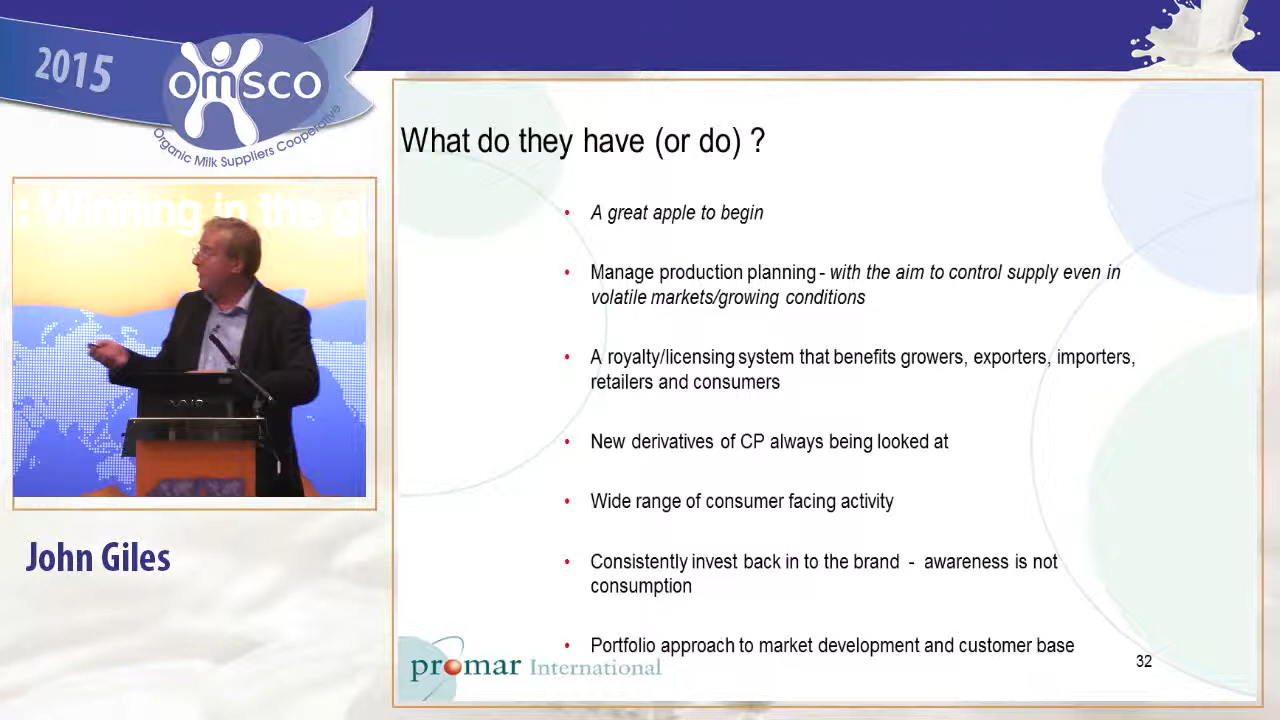 2015
omsco
Organic Milk Suppliers Cooperative
: Winning in the g
VAIO
John Giles
What do they have (or do) ?
• A great apple to begin
• Manage production planning - with the aim to control supply even in
volatile markets/growing conditions
• A royalty/licensing system that benefits growers, exporters, importers,
retailers and consumers
• New derivatives of CP always being looked at
• Wide range of consumer facing activity
• Consistently invest back in to the brand - awareness is not
consumption
• Portfolio approach to market development and customer base
promar International
32